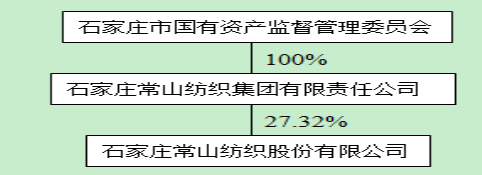 石家庄市国有资产监督管理委员会
100%
石家庄常山纺织集团有限责任公司
27.32%
石家庄常山纺织股份有限公司